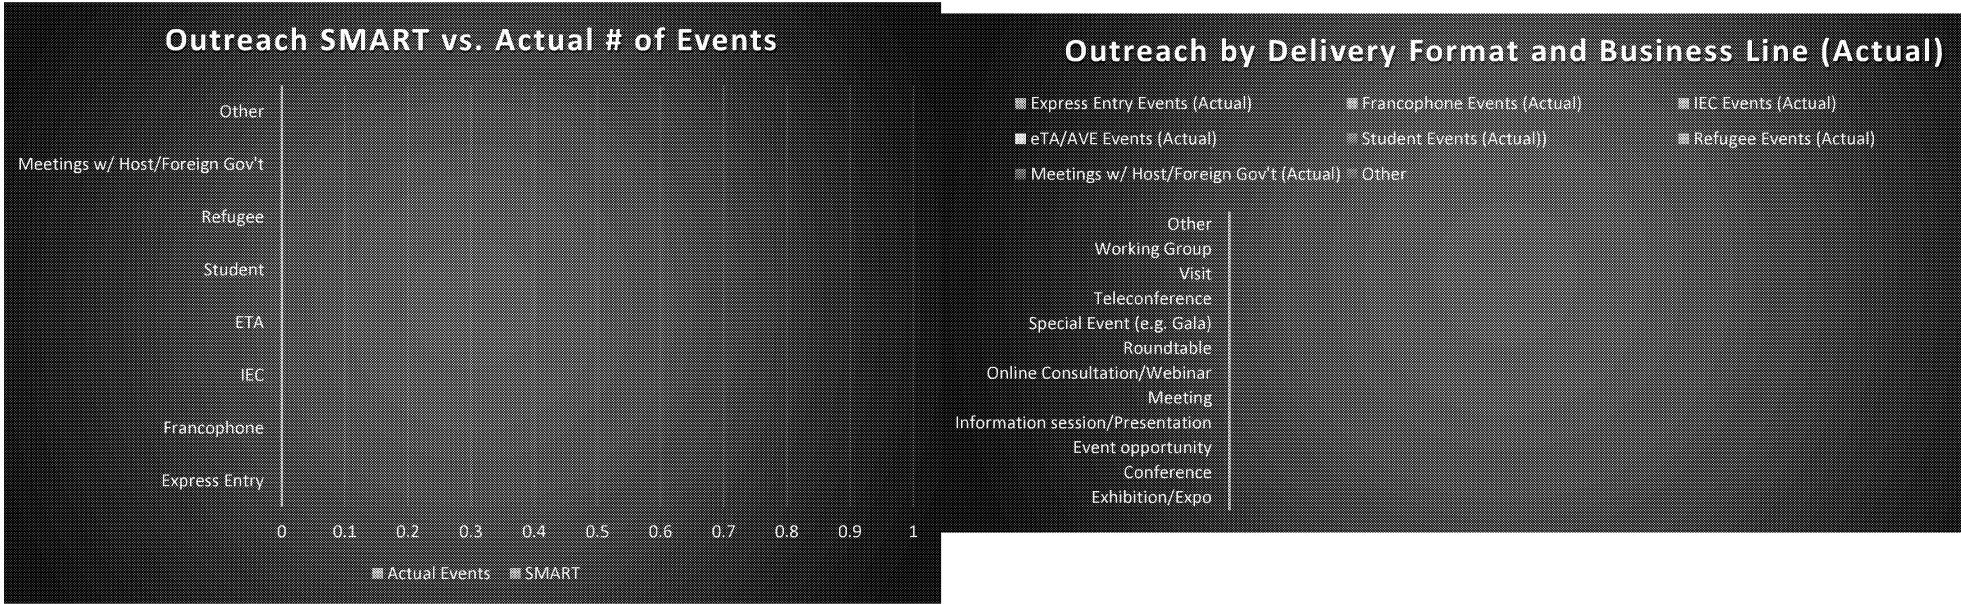 Outreach SMART vs. Actual # of Events
Other
Meetings w/ Host/Foreign Gov't
Refugee
Student
ETA
IEC
Francophone
Express Entry
0 0.1 0.2 0.3 0.4 0.5 0.6 0.7 0.8 0.9 1
Actual Events SMART
Outreach by Delivery Format and Business Line (Actual)
Express Entry Events (Actual) Francophone Events (Actual) IEC Events (Actual)
eTA/AVE Events (Actual) Student Events (Actual)) Refugee Events (Actual)
Meetings w/ Host/Foreign Gov't (Actual) Other
Other
Working Group
Visit
Teleconference
Special Event (e.g. Gala)
Roundtable
Online Consultation/Webinar
Meeting
Information session/Presentation
Event opportunity
Conference
Exhibition/Expo